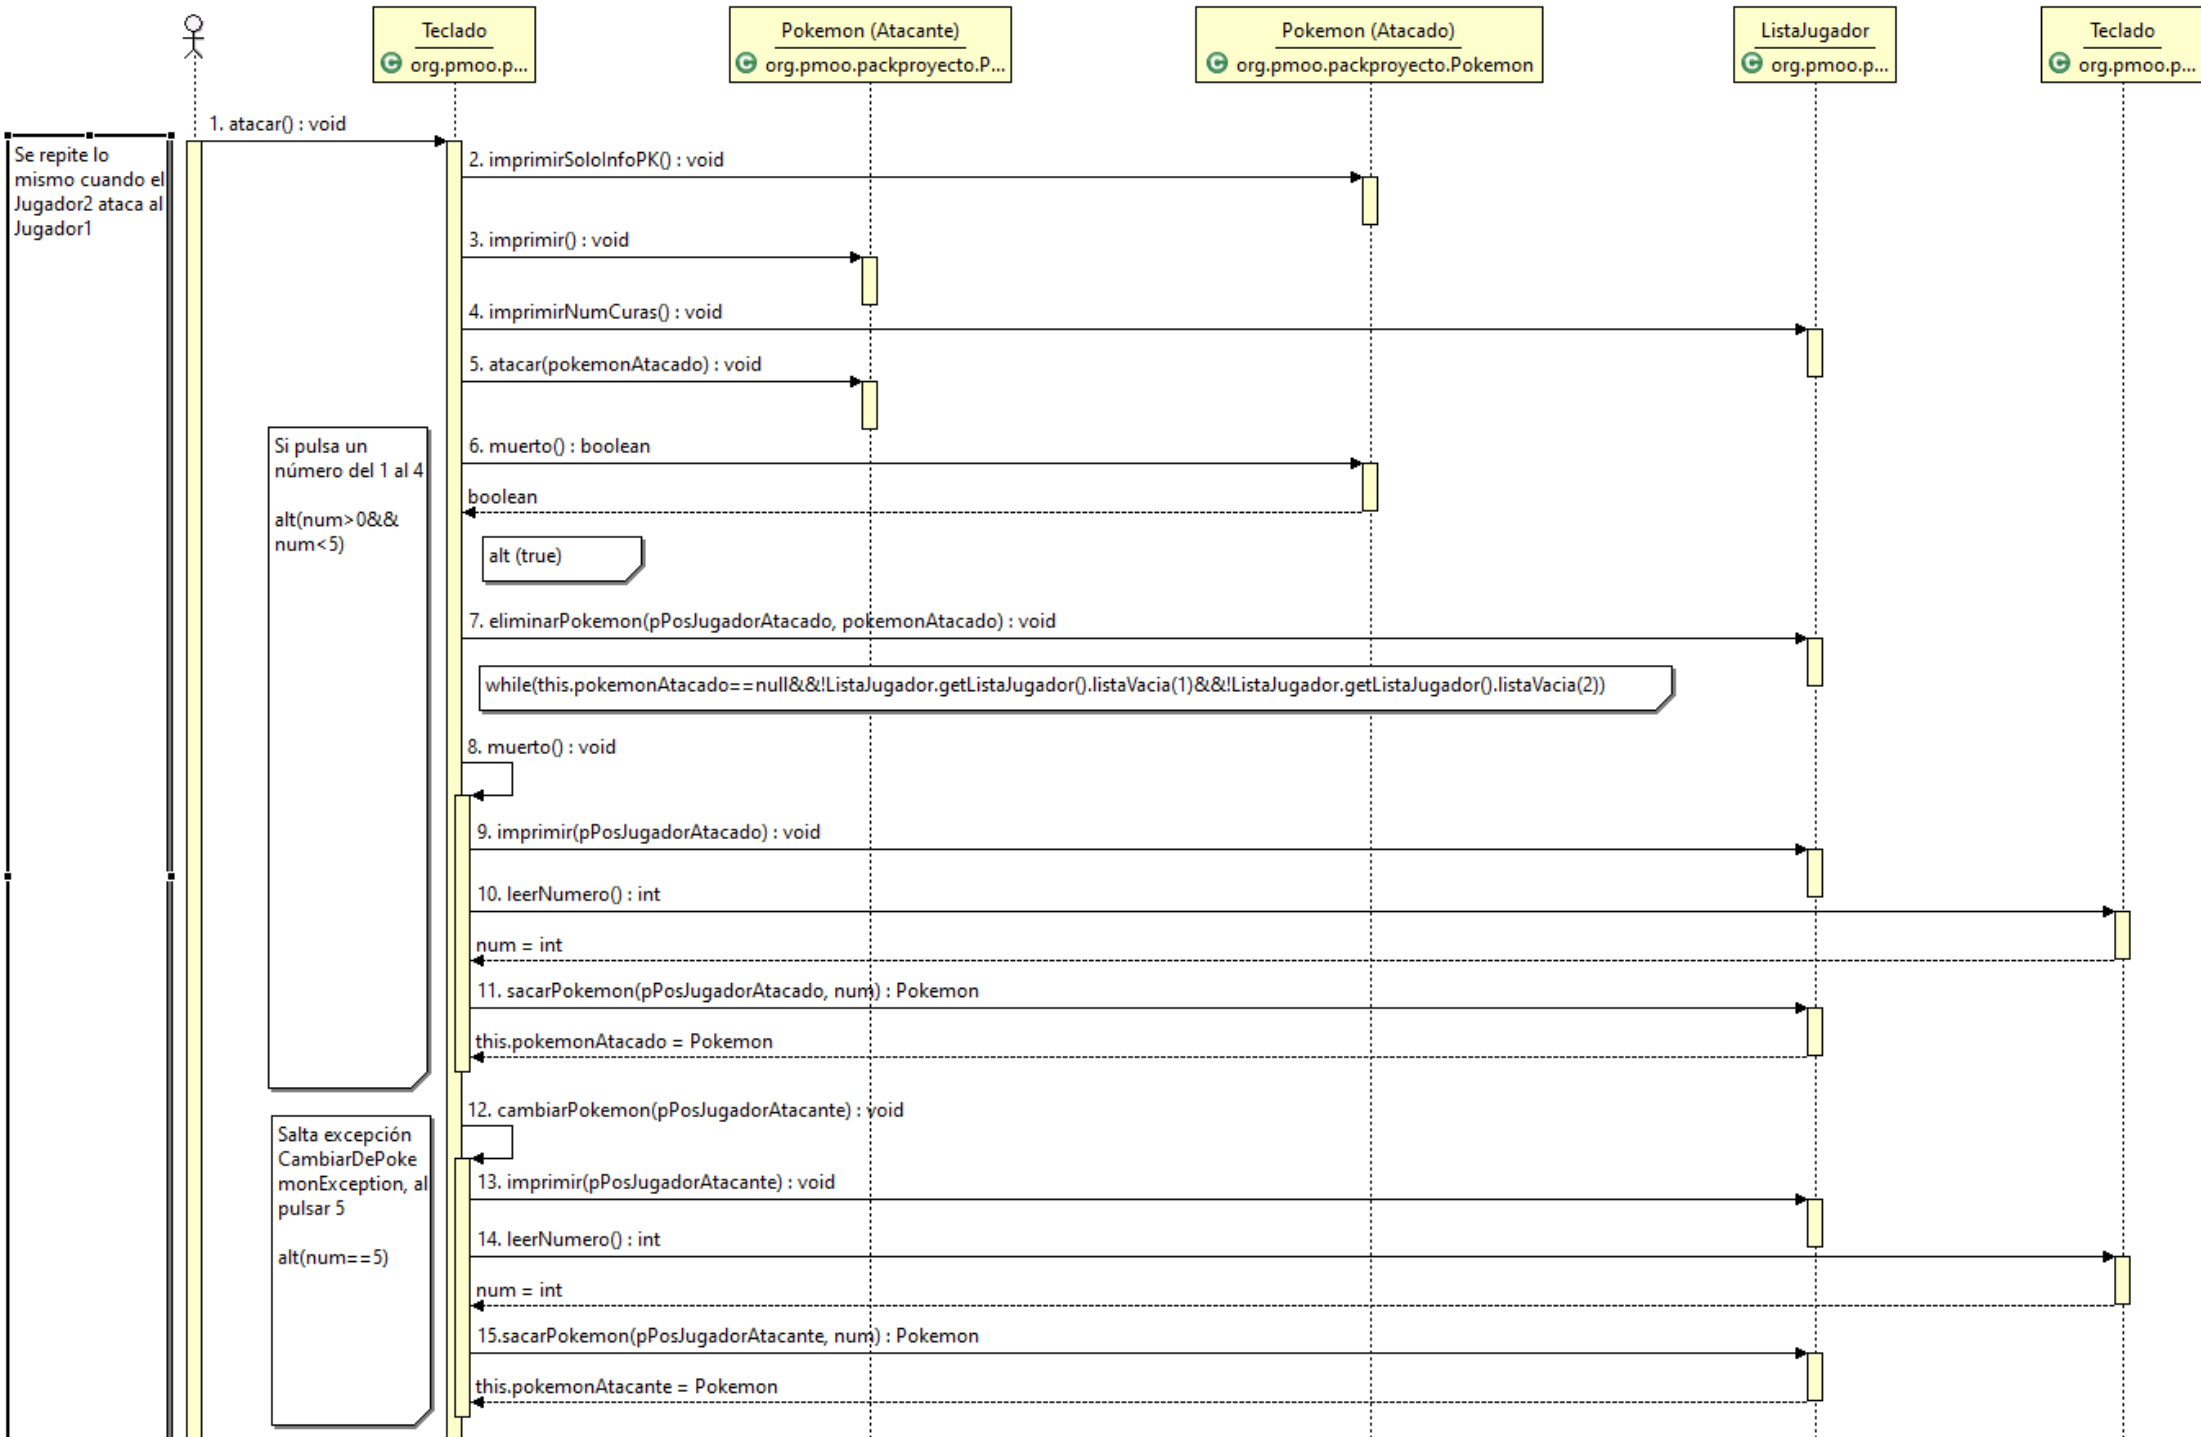 Teclado
org.pmoo.p...
Pokemon (Atacante)
org.pmoo.packproyecto.P...
Pokemon (Atacado)
org.pmoo.packproyecto.Pokemon
ListaJugador
org.pmoo.p...
Teclado
org.pmoo.p...
1. atacar() : void
Se repite lo
mismo cuando el
Jugador2 ataca al
Jugador1
2. imprimirSoloInfoPK() : void
3. imprimir() : void
4. imprimirNumCuras() : void
5. atacar(pokemonAtacado) : void
Si pulsa un
número del 1 al 4
alt(num>0&&
num<5)
6. muerto() : boolean
boolean
alt (true)
7. eliminarPokemon(pPosJugadorAtacado, pokemonAtacado) : void
while(this.pokemonAtacado==null&&!ListaJugador.getListaJugador().listaVacia(1)&&!ListaJugador.getListaJugador().listaVacia(2))
8. muerto() : void
9. imprimir(pPosJugadorAtacado) : void
10. leerNumero() : int
num = int
11. sacarPokemon(pPosJugadorAtacado, num) : Pokemon
this.pokemonAtacado = Pokemon
12. cambiarPokemon(pPosJugadorAtacante) : void
Salta excepción
CambiarDePoke
monException, al
pulsar 5
alt(num==5)
13. imprimir(pPosJugadorAtacante) : void
14. leerNumero() : int
num = int
15.sacarPokemon(pPosJugadorAtacante, num) : Pokemon
this.pokemonAtacante = Pokemon